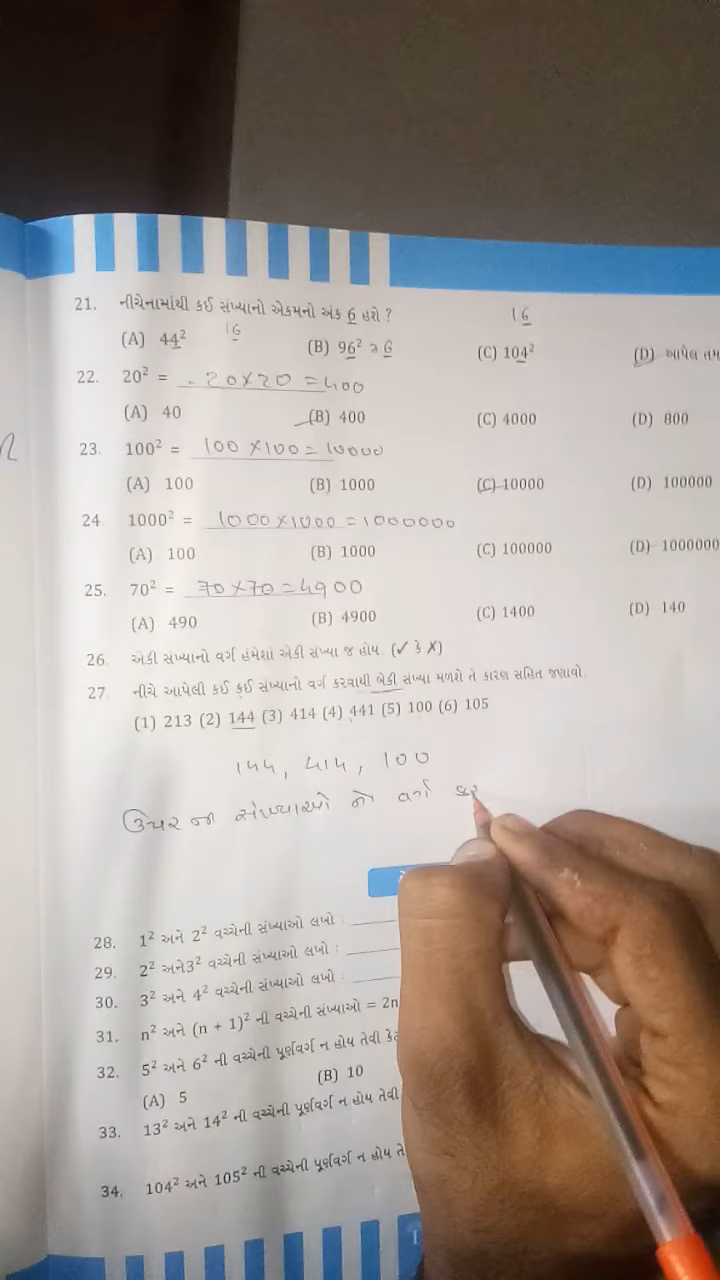 21. નીચેનામાંથી કઈ સંખ્યાનો એકમનો અંક 6 હશે ?
16 16
(A) 44² (B) 96² 6 (C) 104² (D) આપેલ તમ
22. 20² = 20×20 = 400
(A) 40 (B) 400 (C) 4000 (D) 800
23. 100² = 100×100 = 10000
(A) 100 (B) 1000 (C) 10000 (D) 100000
24 1000² = 1000×1000 = 1000000
(A) 100 (B) 1000 (C) 100000 (D) 1000000
25. 70² = 70×70 = 4900
(A) 490 (B) 4900 (C) 1400 (D) 140
26. એકી સંખ્યાનો વર્ગ હંમેશાં એકી સંખ્યા જ હોય. (✓ કે ✗)
27. નીચે આપેલી કઈ કઈ સંખ્યાનો વર્ગ કરવાથી બેકી સંખ્યા મળશે તે કારણ સહિત જણાવો.
(1) 213 (2) 144 (3) 414 (4) 441 (5) 100 (6) 105
144, 414, 100
ઉપર ના સંખ્યાઓ નો વર્ગ કર
28. 1² અને 2² વચ્ચેની સંખ્યાઓ લખો :
29. 2² અને3² વચ્ચેની સંખ્યાઓ લખો :
30. 3² અને 4² વચ્ચેની સંખ્યાઓ લખો :
31. n² અને (n + 1)² ની વચ્ચેની સંખ્યાઓ = 2n
32. 5² અને 6² ની વચ્ચેની પૂર્ણવર્ગ ન હોય તેવી કે
(A) 5 (B) 10
33. 13² અને 14² ની વચ્ચેની પૂર્ણવર્ગ ન હોય તેવી
34. 104² અને 105² ની વચ્ચેની પૂર્ણવર્ગ ન હોય તે